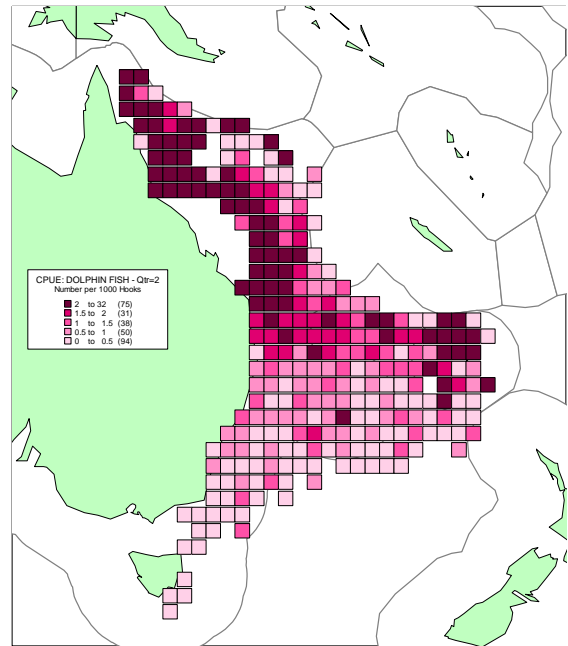 CPUE: DOLPHIN FISH - Qtr=2
Number per 1000 Hooks
2 to 32 (75)
1.5 to 2 (31)
1 to 1.5 (38)
0.5 to 1 (50)
0 to 0.5 (94)